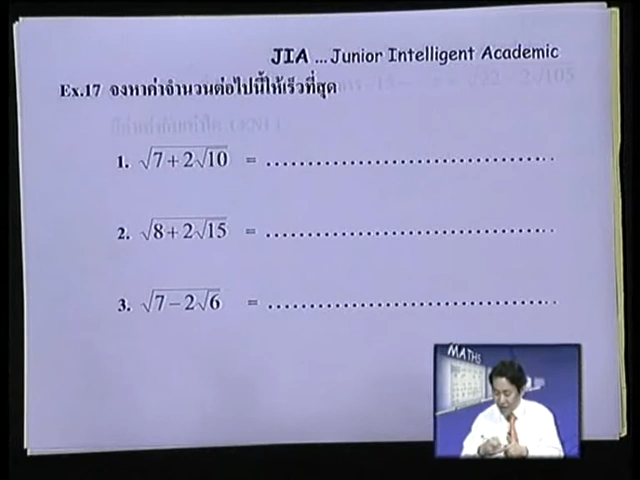 JIA ... Junior Intelligent Academic
Ex.17 จงหาค่าจำนวนต่อไปนี้ให้เร็วที่สุด
1. √(7 + 2√10) = ........................................
2. √(8 + 2√15) = ........................................
3. √(7 − 2√6) = ........................................
MATHS